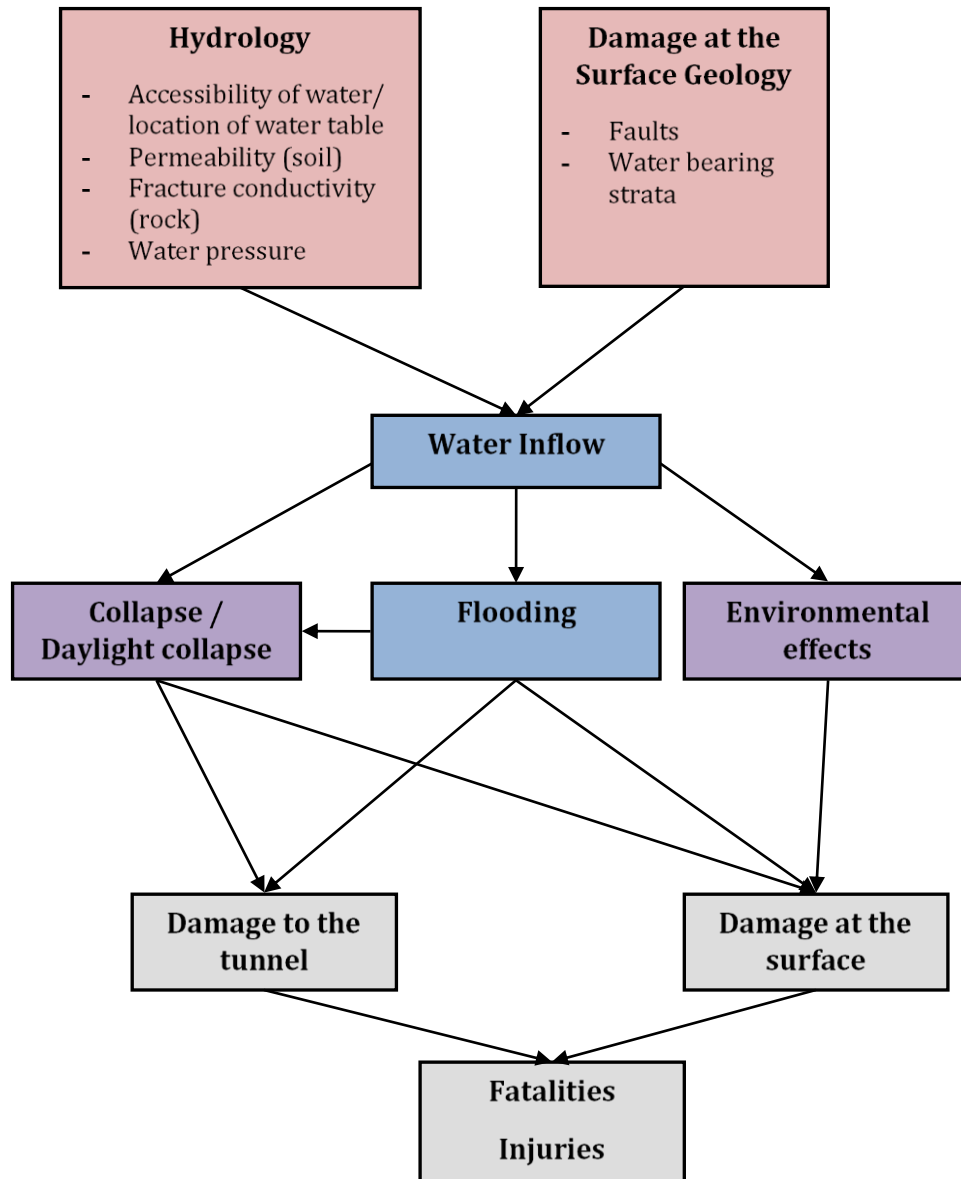 Hydrology
- Accessibility of water/
location of water table
- Permeability (soil)
- Fracture conductivity
(rock)
- Water pressure
Damage at the
Surface Geology
- Faults
- Water bearing
strata
Water Inflow
Collapse /
Daylight collapse
Flooding
Environmental
effects
Damage to the
tunnel
Damage at the
surface
Fatalities
Injuries